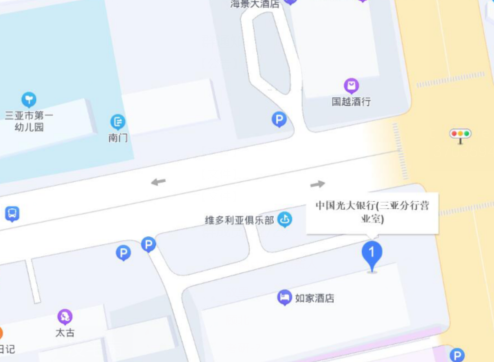 海景大酒店
国越酒行
三亚市第一
幼儿园
南门
P
维多利亚俱乐部
中国光大银行(三亚分行营
业室)
P
P
1
如家酒店
太古
日记
P